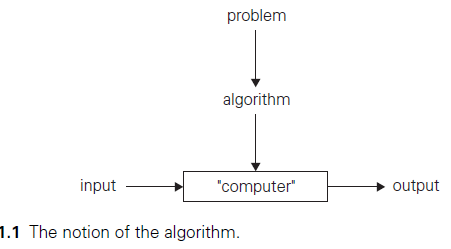 problem
algorithm
input "computer" output
1.1 The notion of the algorithm.